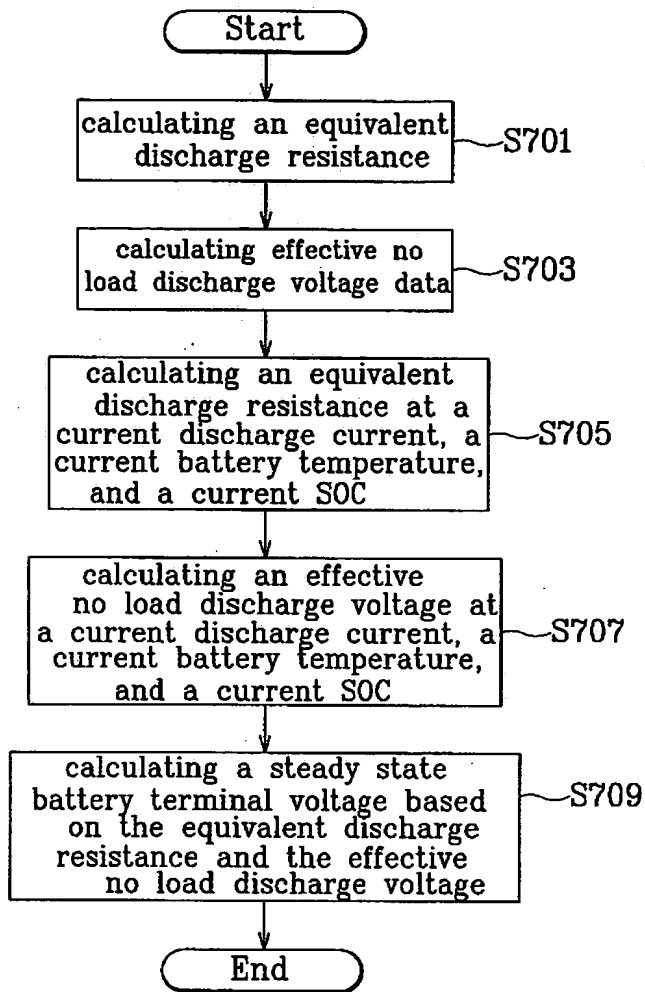 Start
calculating an equivalent
discharge resistance
S701
calculating effective no
load discharge voltage data
S703
calculating an equivalent
discharge resistance at a
current discharge current, a
current battery temperature,
and a current SOC
S705
calculating an effective
no load discharge voltage at
a current discharge current, a
current battery temperature,
and a current SOC
S707
calculating a steady state
battery terminal voltage based
on the equivalent discharge
resistance and the effective
no load discharge voltage
S709
End